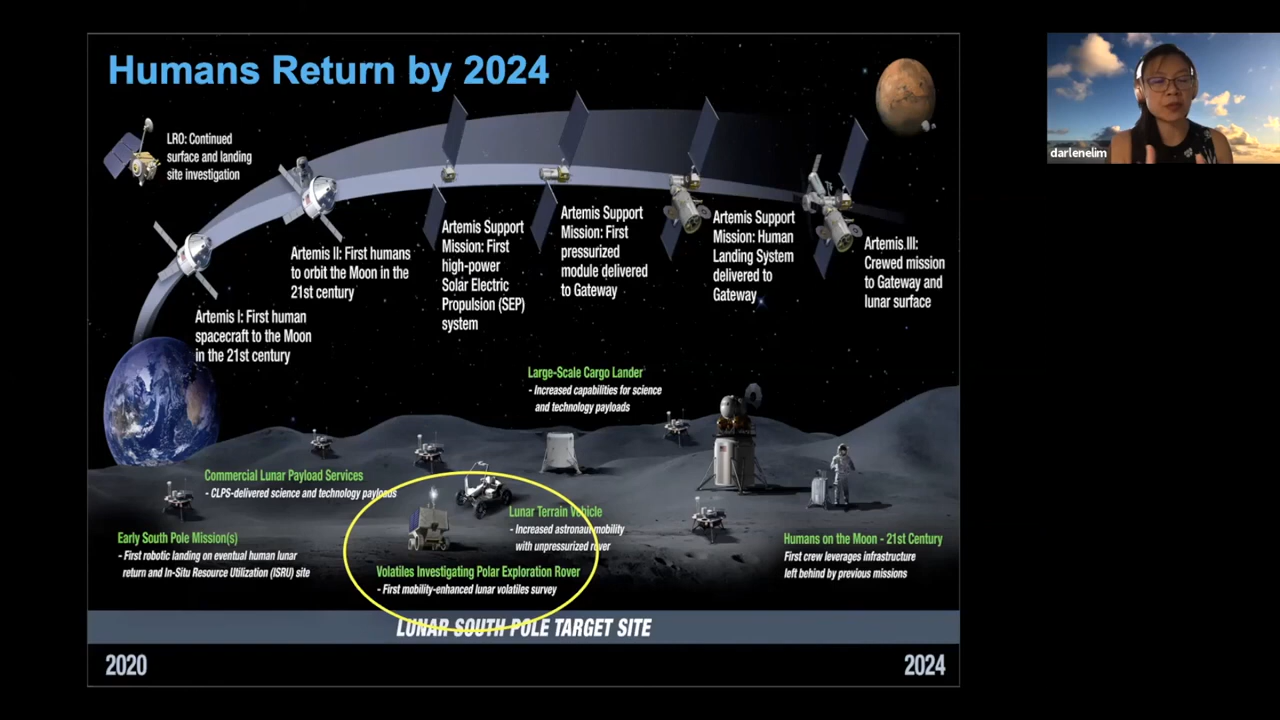 Humans Return by 2024
LRO: Continued
surface and landing
site investigation
Artemis I: First human
spacecraft to the Moon
in the 21st century
Artemis II: First humans
to orbit the Moon in the
21st century
Artemis Support
Mission: First
high-power
Solar Electric
Propulsion (SEP)
system
Artemis Support
Mission: First
pressurized
module delivered
to Gateway
Artemis Support
Mission: Human
Landing System
delivered to
Gateway
Artemis III:
Crewed mission
to Gateway and
lunar surface
darlenelim
Large-Scale Cargo Lander
- Increased capabilities for science
and technology payloads
Commercial Lunar Payload Services
- CLPS-delivered science and technology payloads
Early South Pole Mission(s)
- First robotic landing on eventual human lunar
return and In-Situ Resource Utilization (ISRU) site
Lunar Terrain Vehicle
- Increased astronaut mobility
with unpressurized rover
Volatiles Investigating Polar Exploration Rover
- First mobility-enhanced lunar volatiles survey
Humans on the Moon - 21st Century
First crew leverages infrastructure
left behind by previous missions
LUNAR SOUTH POLE TARGET SITE
2020
2024